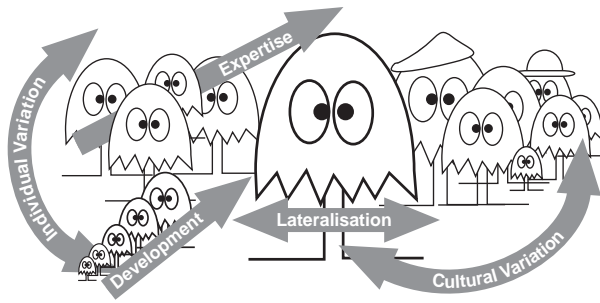 Individual Variation
Expertise
Development
Lateralisation
Cultural Variation